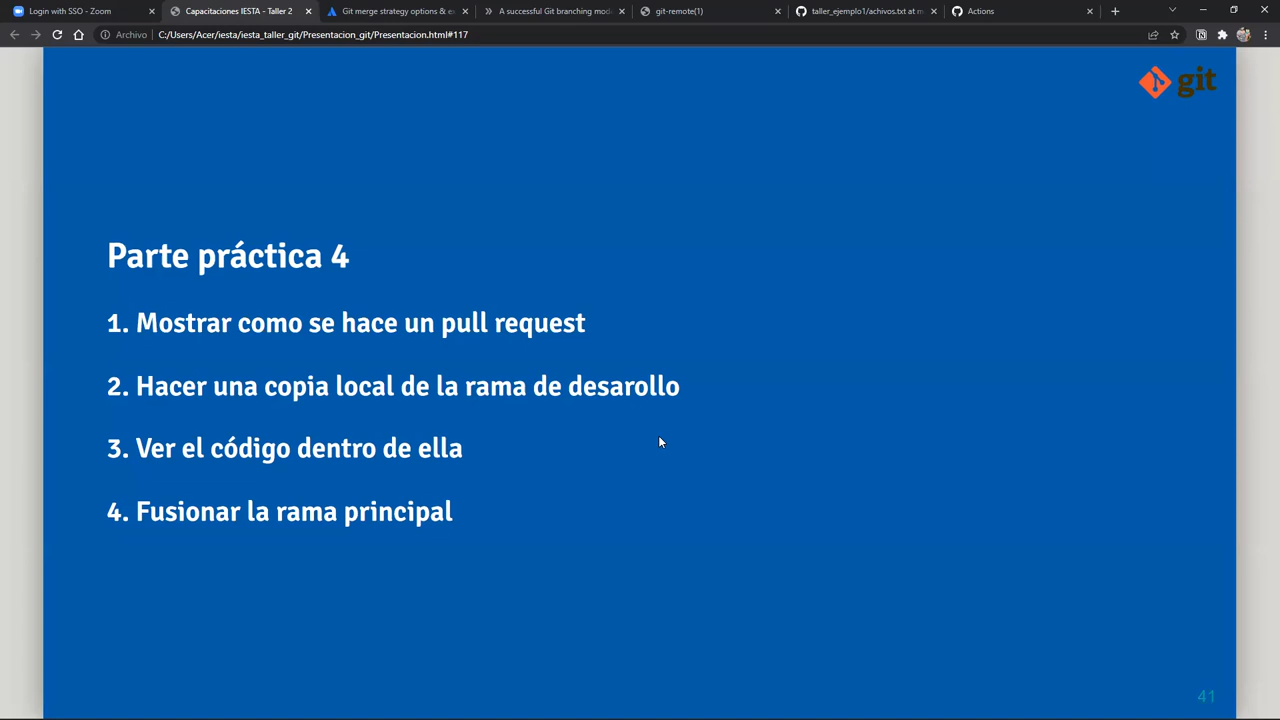 Login with SSO - Zoom
Capacitaciones IESTA - Taller 2
Git merge strategy options & ex
A successful Git branching mode
git-remote(1)
taller_ejemplo1/achivos.txt at m
Actions
Archivo
C:/Users/Acer/iesta/iesta_taller_git/Presentacion_git/Presentacion.html#117
git
Parte práctica 4
1. Mostrar como se hace un pull request
2. Hacer una copia local de la rama de desarollo
3. Ver el código dentro de ella
4. Fusionar la rama principal
41